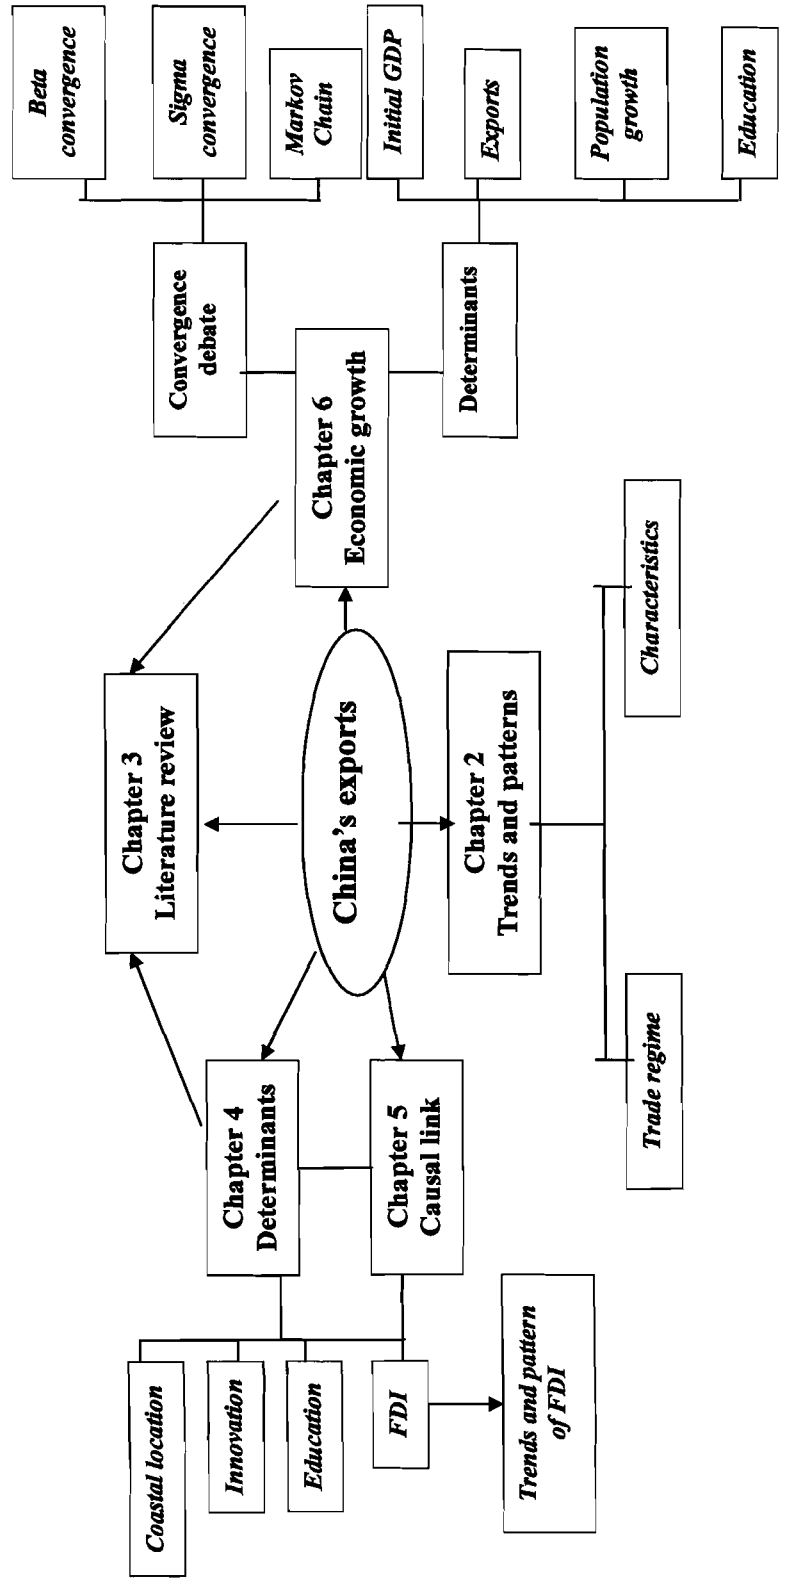 Coastal location
Innovation
Education
FDI
Trends and pattern
of FDI
Chapter 4
Determinants
Chapter 5
Causal link
Chapter 3
Literature review
China's exports
Chapter 2
Trends and patterns
Trade regime
Characteristics
Chapter 6
Economic growth
Convergence
debate
Determinants
Beta
convergence
Sigma
convergence
Markov
Chain
Initial GDP
Exports
Population
growth
Education